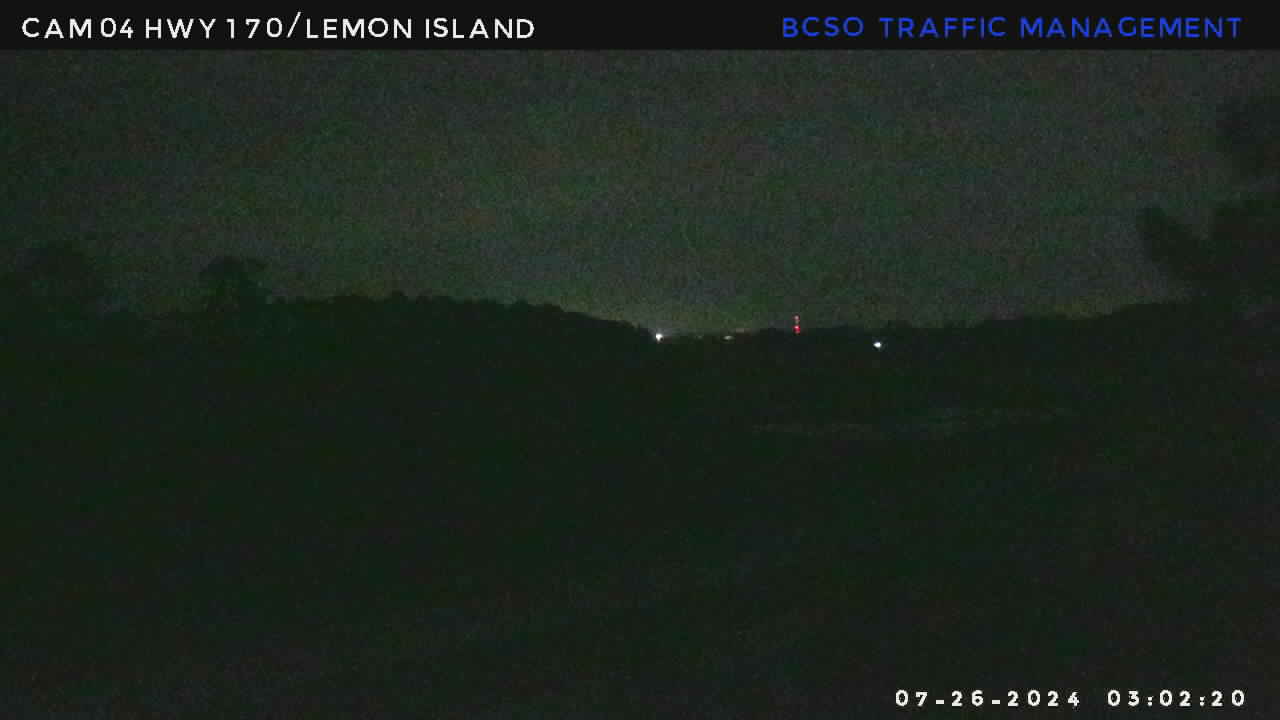 CAM04 HWY 170/LEMON ISLAND
BCSO TRAFFIC MANAGEMENT
07-26-2024 03:02:20